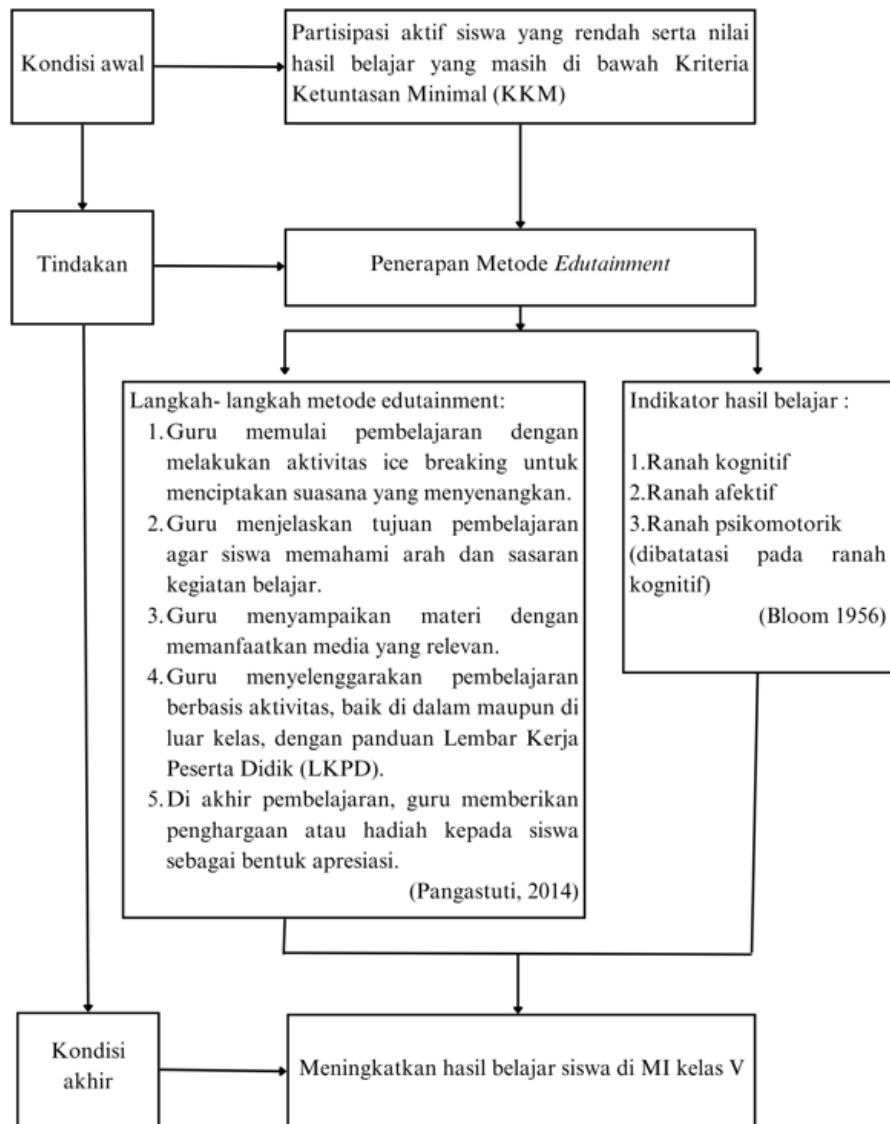 Kondisi awal
Partisipasi aktif siswa yang rendah serta nilai
hasil belajar yang masih di bawah Kriteria
Ketuntasan Minimal (KKM)
Tindakan
Penerapan Metode Edutainment
Langkah- langkah metode edutainment:
1.Guru memulai pembelajaran dengan
melakukan aktivitas ice breaking untuk
menciptakan suasana yang menyenangkan.
2.Guru menjelaskan tujuan pembelajaran
agar siswa memahami arah dan sasaran
kegiatan belajar.
3.Guru menyampaikan materi dengan
memanfaatkan media yang relevan.
4.Guru menyelenggarakan pembelajaran
berbasis aktivitas, baik di dalam maupun di
luar kelas, dengan panduan Lembar Kerja
Peserta Didik (LKPD).
5.Di akhir pembelajaran, guru memberikan
penghargaan atau hadiah kepada siswa
sebagai bentuk apresiasi.
(Pangastuti, 2014)
Indikator hasil belajar :
1.Ranah kognitif
2.Ranah afektif
3.Ranah psikomotorik
(dibatatasi pada ranah
kognitif)
(Bloom 1956)
Kondisi
akhir
Meningkatkan hasil belajar siswa di MI kelas V